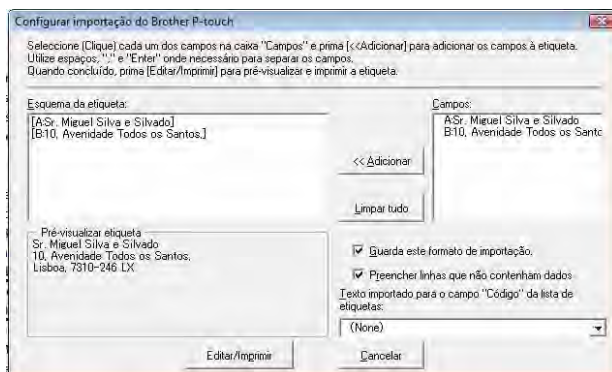 Configurar importação do Brother P-touch
Seleccione (Clique) cada um dos campos na caixa "Campos" e prima [<<Adicionar] para adicionar os campos à etiqueta.
Utilize espaços, "," e "Enter" onde necessário para separar os campos.
Quando concluído, prima [Editar/Imprimir] para pré-visualizar e imprimir a etiqueta.
Esquema da etiqueta:
[A:Sr. Miguel Silva e Silvado]
[B:10, Avenidade Todos os Santos,]
<< Adicionar
Limpar tudo
Campos:
A:Sr. Miguel Silva e Silvado
B:10, Avenidade Todos os Santo
Pré-visualizar etiqueta
Sr. Miguel Silva e Silvado
10, Avenidade Todos os Santos,
Lisboa, 7310-246 LX
Guarda este formato de importação.
Preencher linhas que não contenham dados
Texto importado para o campo "Código" da lista de
etiquetas:
(None)
Editar/Imprimir
Cancelar